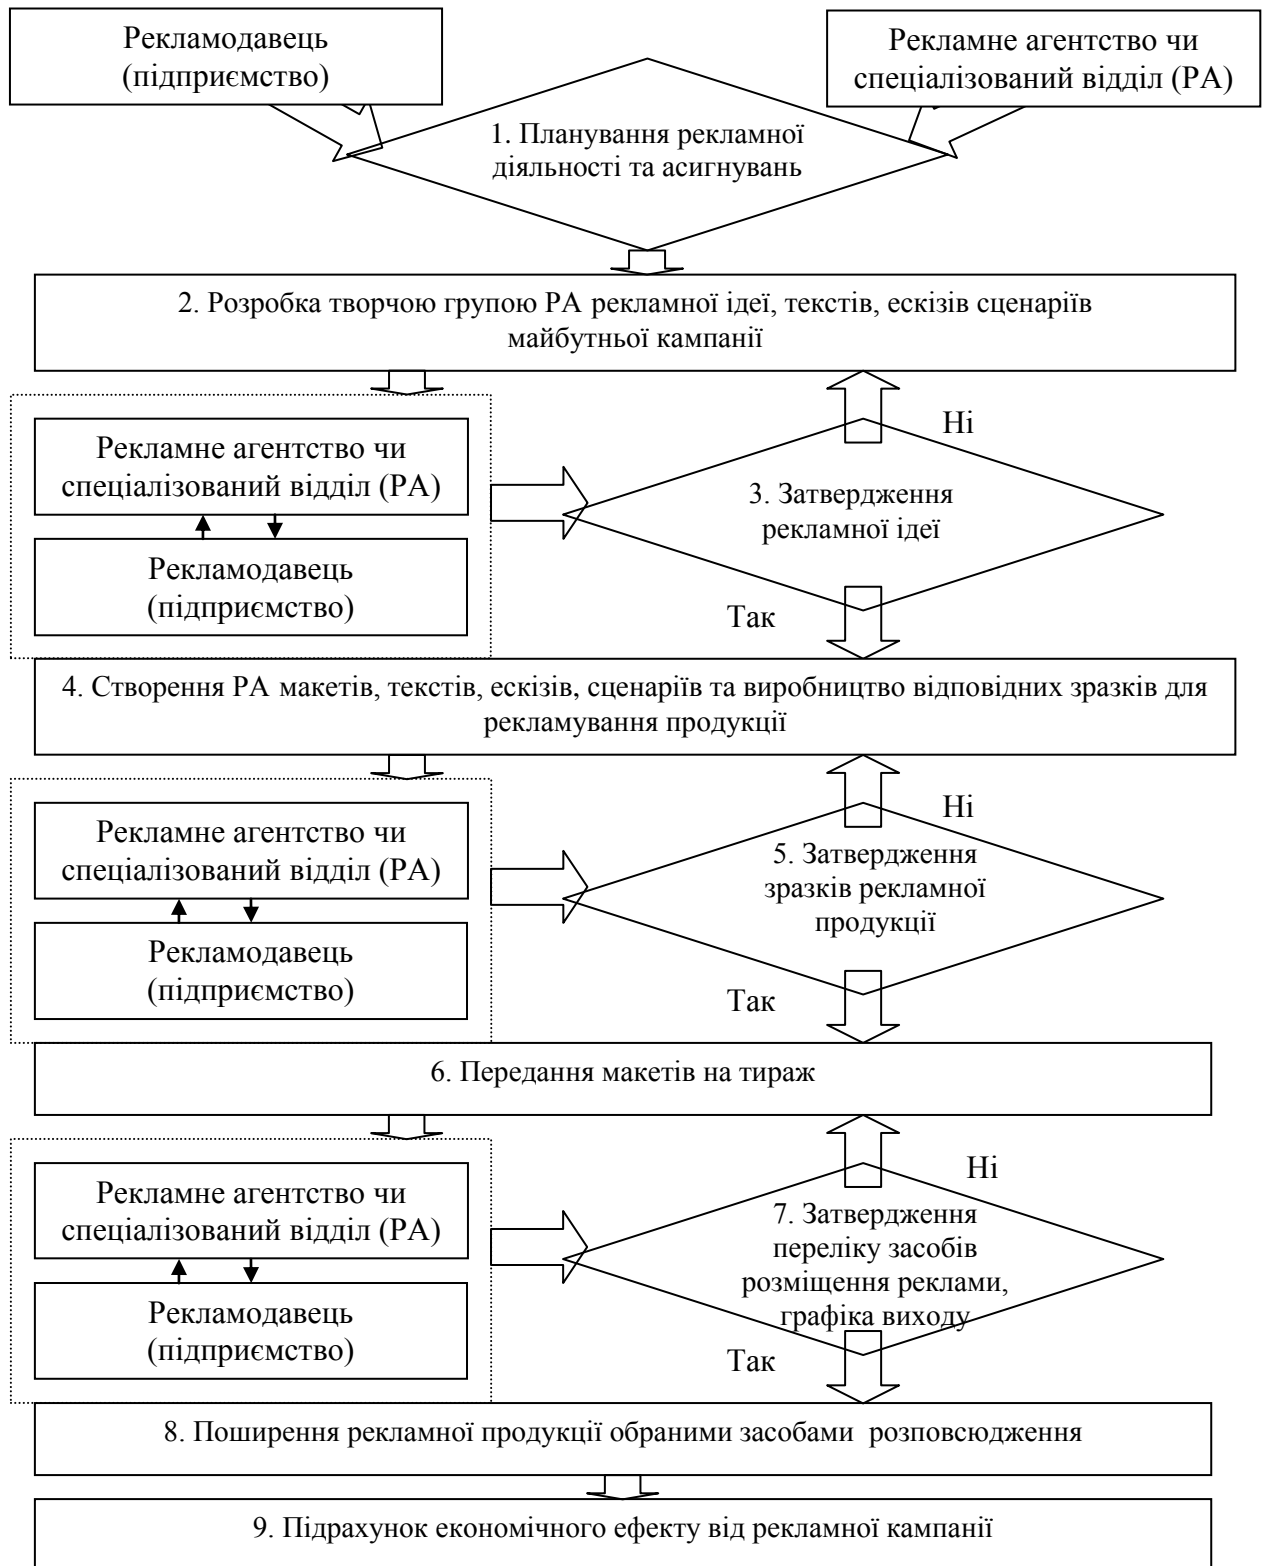 Рекламодавець
(підприємство)
Рекламне агентство чи
спеціалізований відділ (РА)
1. Планування рекламної
діяльності та асигнувань
2. Розробка творчою групою РА рекламної ідеї, текстів, ескізів сценаріїв
майбутньої кампанії
Рекламне агентство чи
спеціалізований відділ (РА)
Рекламодавець
(підприємство)
Ні
3. Затвердження
рекламної ідеї
Так
4. Створення РА макетів, текстів, ескізів, сценаріїв та виробництво відповідних зразків для
рекламування продукції
Рекламне агентство чи
спеціалізований відділ (РА)
Рекламодавець
(підприємство)
Ні
5. Затвердження
зразків рекламної
продукції
Так
6. Передання макетів на тираж
Рекламне агентство чи
спеціалізований відділ (РА)
Рекламодавець
(підприємство)
Ні
7. Затвердження
переліку засобів
розміщення реклами,
графіка виходу
Так
8. Поширення рекламної продукції обраними засобами розповсюдження
9. Підрахунок економічного ефекту від рекламної кампанії